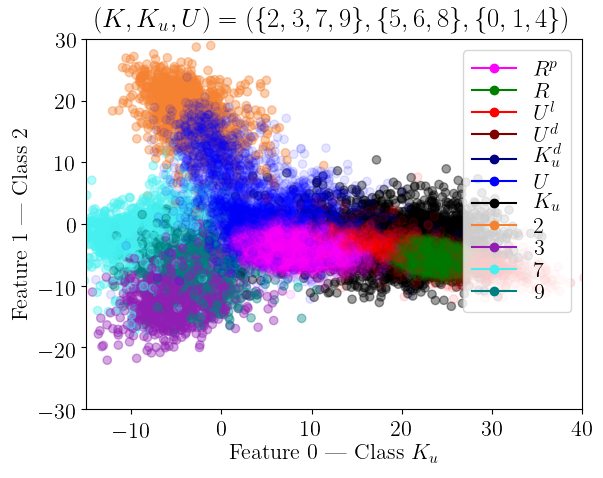 (K, K_u, U) = ({2, 3, 7, 9}, {5, 6, 8}, {0, 1, 4})
30
20
10
0
−10
−20
−30
Feature 1 — Class 2
R^p
R
U^l
U^d
K_u^d
U
K_u
2
3
7
9
−10
0
10
20
30
40
Feature 0 — Class K_u